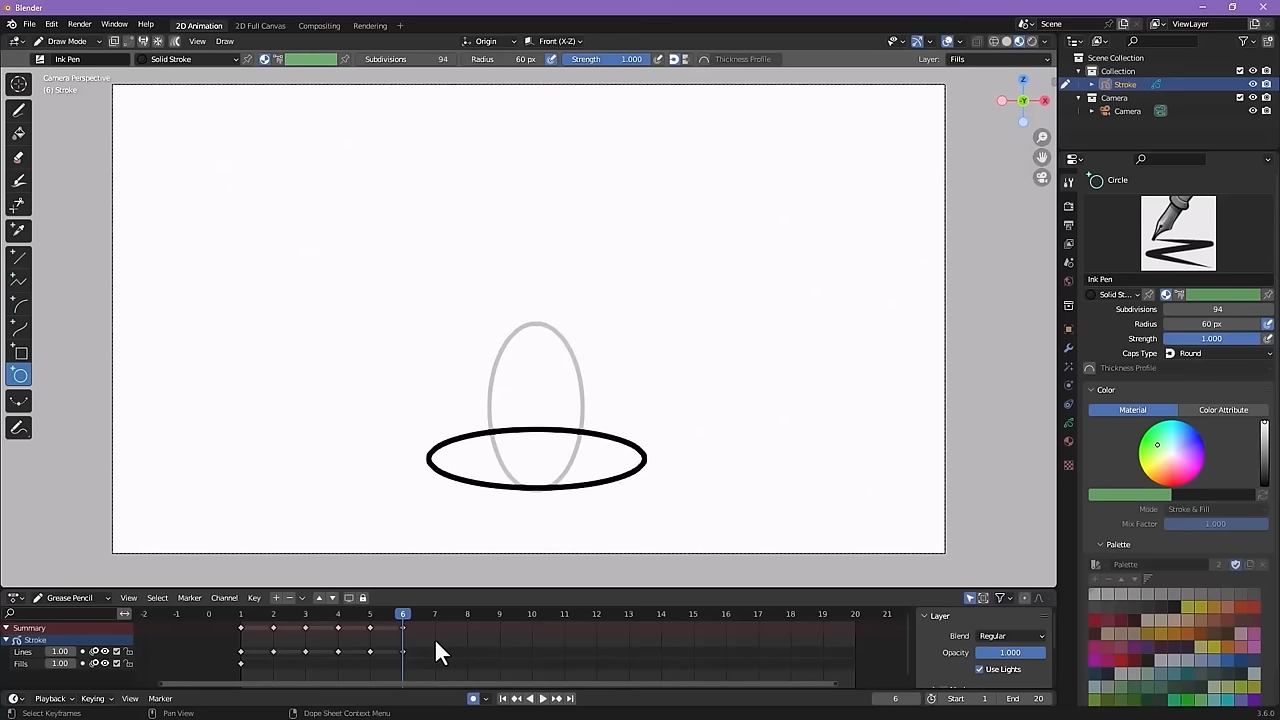 Blender
File Edit Render Window Help 2D Animation 2D Full Canvas Compositing Rendering + Scene ViewLayer
Draw Mode View Draw Origin Front (X-Z)
Ink Pen Solid Stroke Subdivisions 94 Radius 60 px Strength 1.000 Thickness Profile Layer: Fills
Camera Perspective
(6) Stroke
Z
-Y X
Scene Collection
Collection
Stroke
Camera
Camera
Circle
Ink Pen
Solid St...
Subdivisions 94
Radius 60 px
Strength 1.000
Caps Type Round
Thickness Profile
Color
Material Color Attribute
Mode Stroke & Fill
Mix Factor 1.000
Palette
Palette 2
Grease Pencil View Select Marker Channel Key
-2 0 1 2 3 4 5 6 7 8 9 10 11 12 13 14 15 16 17 18 19 20 21
Summary
Stroke
Lines 1.00
Fills 1.00
Layer
Blend Regular
Opacity 1.000
Use Lights
Playback Keying View Marker 6 Start 1 End 20
Select Keyframes Pan View Dope Sheet Context Menu 3.6.0